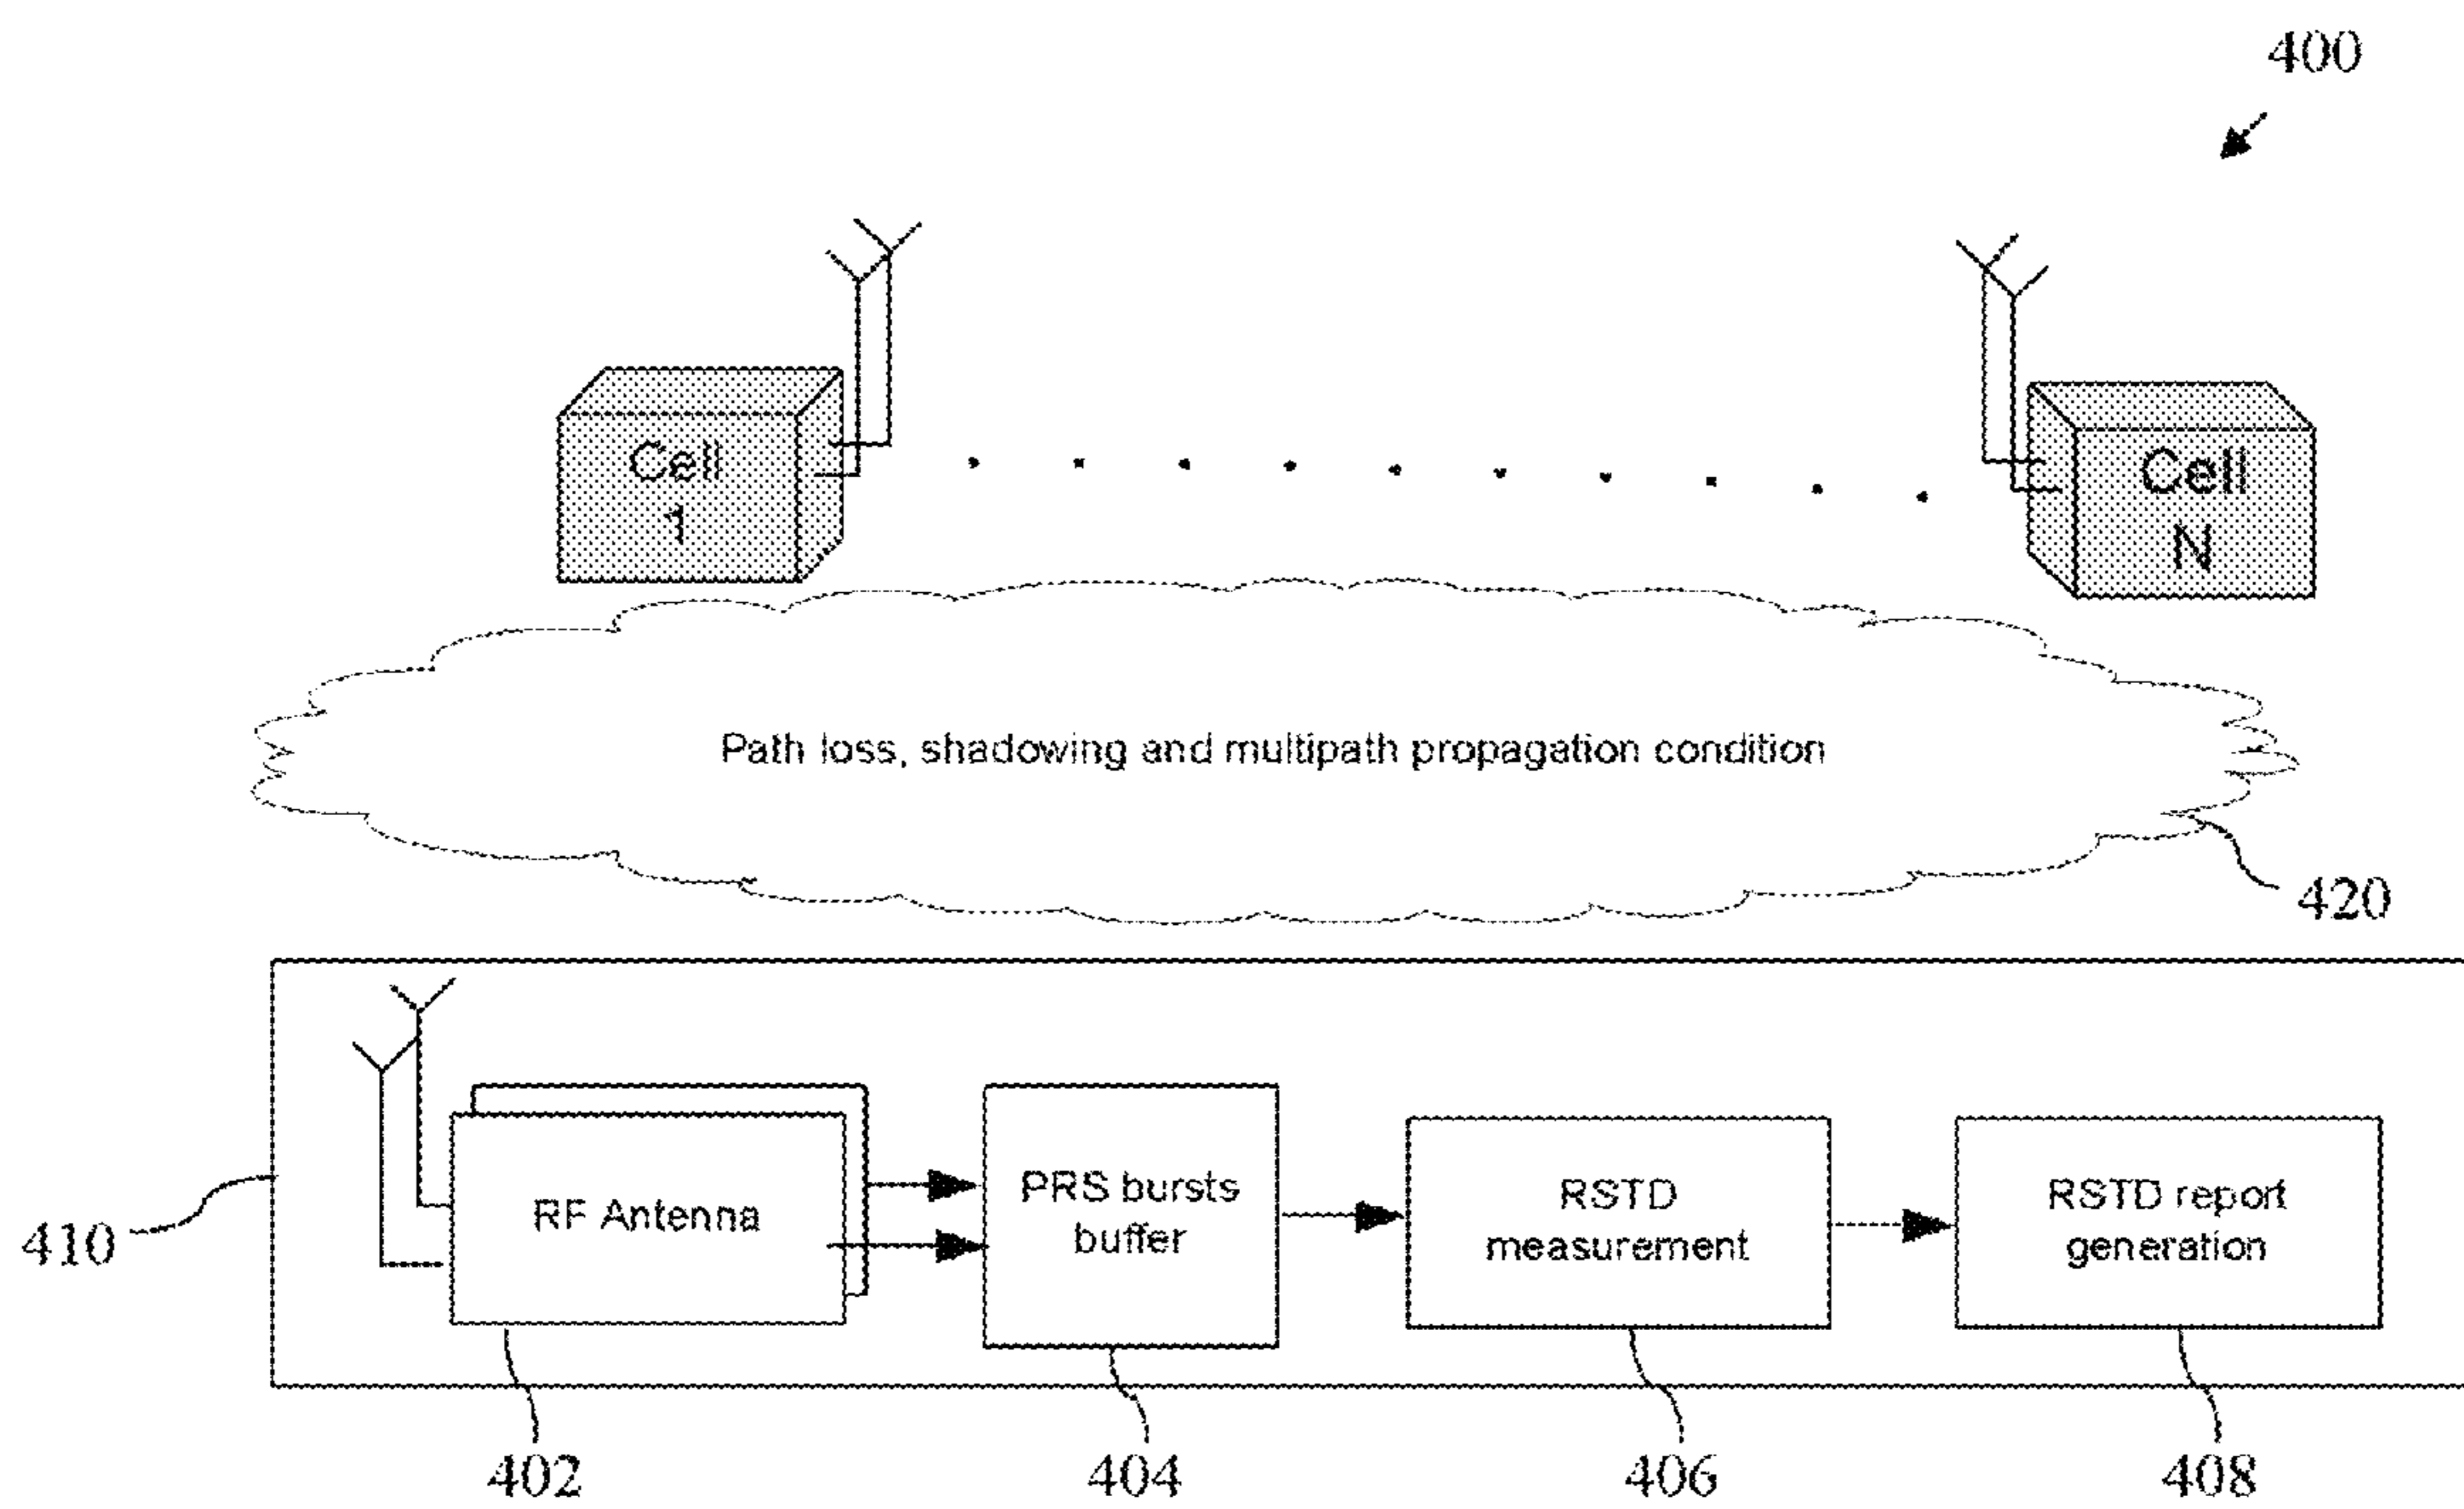 400
Cell
1
Cell
N
Path loss, shadowing and multipath propagation condition
420
410
RF Antenna
PRS bursts
buffer
RSTD
measurement
RSTD report
generation
402
404
406
408